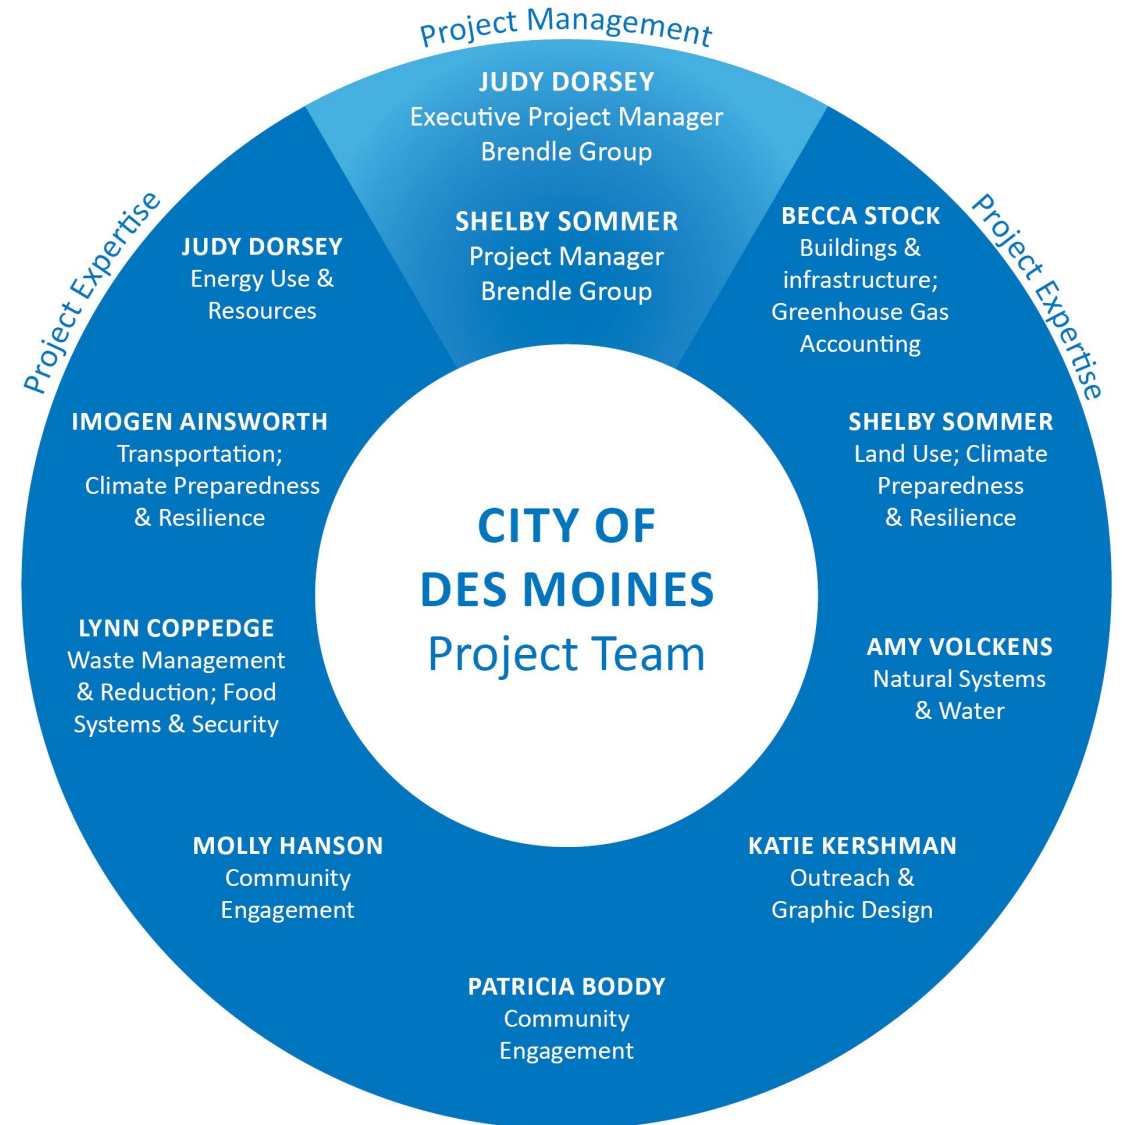 Project Management
JUDY DORSEY
Executive Project Manager
Brendle Group
SHELBY SOMMER
Project Manager
Brendle Group
Project Expertise
JUDY DORSEY
Energy Use &
Resources
IMOGEN AINSWORTH
Transportation;
Climate Preparedness
& Resilience
LYNN COPPEDGE
Waste Management
& Reduction; Food
Systems & Security
MOLLY HANSON
Community
Engagement
CITY OF
DES MOINES
Project Team
Project Expertise
BECCA STOCK
Buildings &
infrastructure;
Greenhouse Gas
Accounting
SHELBY SOMMER
Land Use; Climate
Preparedness
& Resilience
AMY VOLCKENS
Natural Systems
& Water
KATIE KERSHMAN
Outreach &
Graphic Design
PATRICIA BODDY
Community
Engagement